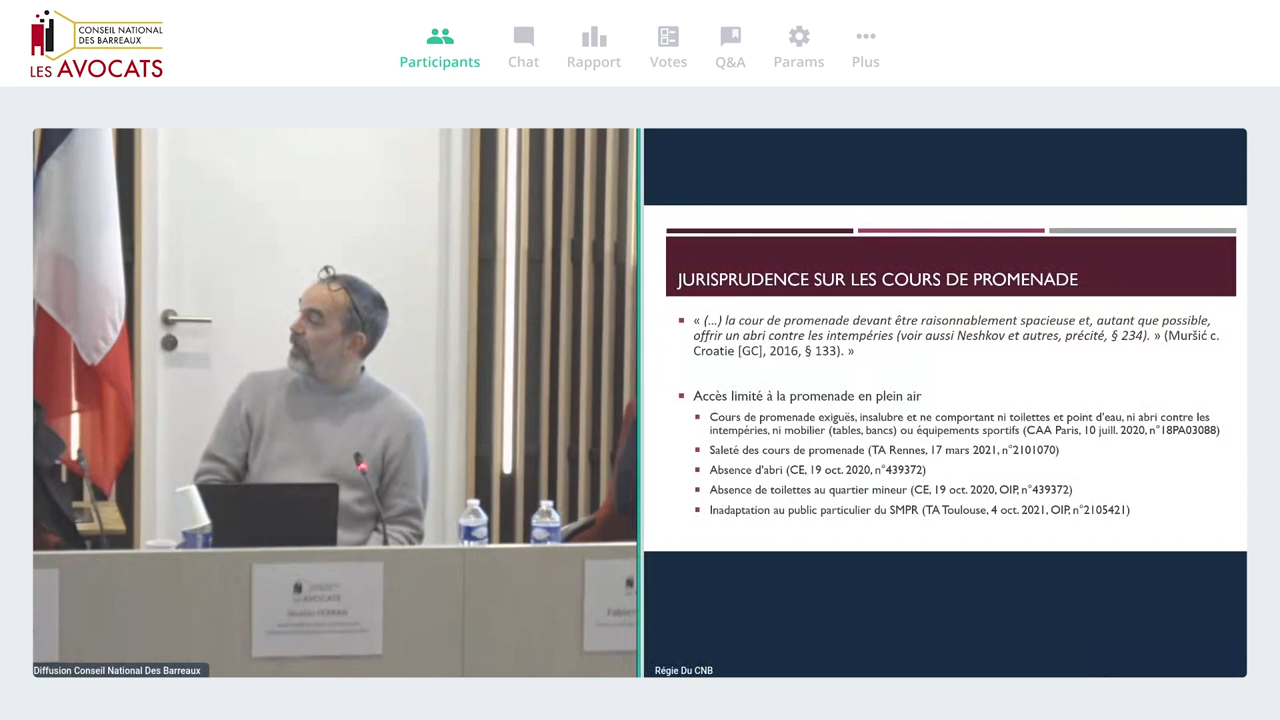 CONSEIL NATIONAL
DES BARREAUX
LES AVOCATS
Participants
Chat
Rapport
Votes
Q&A
Params
Plus
JURISPRUDENCE SUR LES COURS DE PROMENADE
« (...) la cour de promenade devant être raisonnablement spacieuse et, autant que possible,
offrir un abri contre les intempéries (voir aussi Neshkov et autres, précité, § 234). » (Muršić c.
Croatie [GC], 2016, § 133). »
Accès limité à la promenade en plein air
Cours de promenade exiguës, insalubre et ne comportant ni toilettes et point d'eau, ni abri contre les
intempéries, ni mobilier (tables, bancs) ou équipements sportifs (CAA Paris, 10 juill. 2020, n°18PA03088)
Saleté des cours de promenade (TA Rennes, 17 mars 2021, n°2101070)
Absence d'abri (CE, 19 oct. 2020, n°439372)
Absence de toilettes au quartier mineur (CE, 19 oct. 2020, OIP, n°439372)
Inadaptation au public particulier du SMPR (TA Toulouse, 4 oct. 2021, OIP, n°2105421)
LES AVOCATS
FERRAN
Fabien
Diffusion Conseil National Des Barreaux
Régie Du CNB